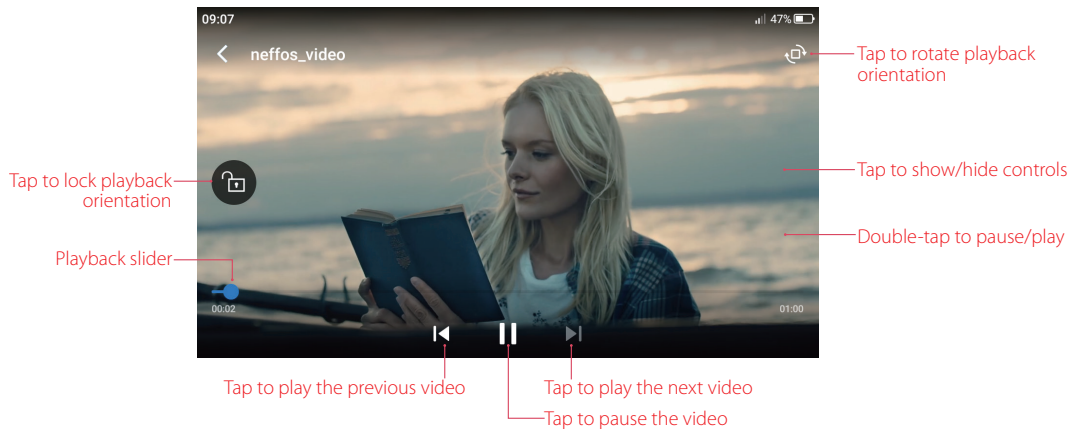 09:07
47%
neffos_video
Tap to rotate playback
orientation
Tap to lock playback
orientation
Tap to show/hide controls
Double-tap to pause/play
Playback slider
00:02
01:00
Tap to play the previous video
Tap to play the next video
Tap to pause the video